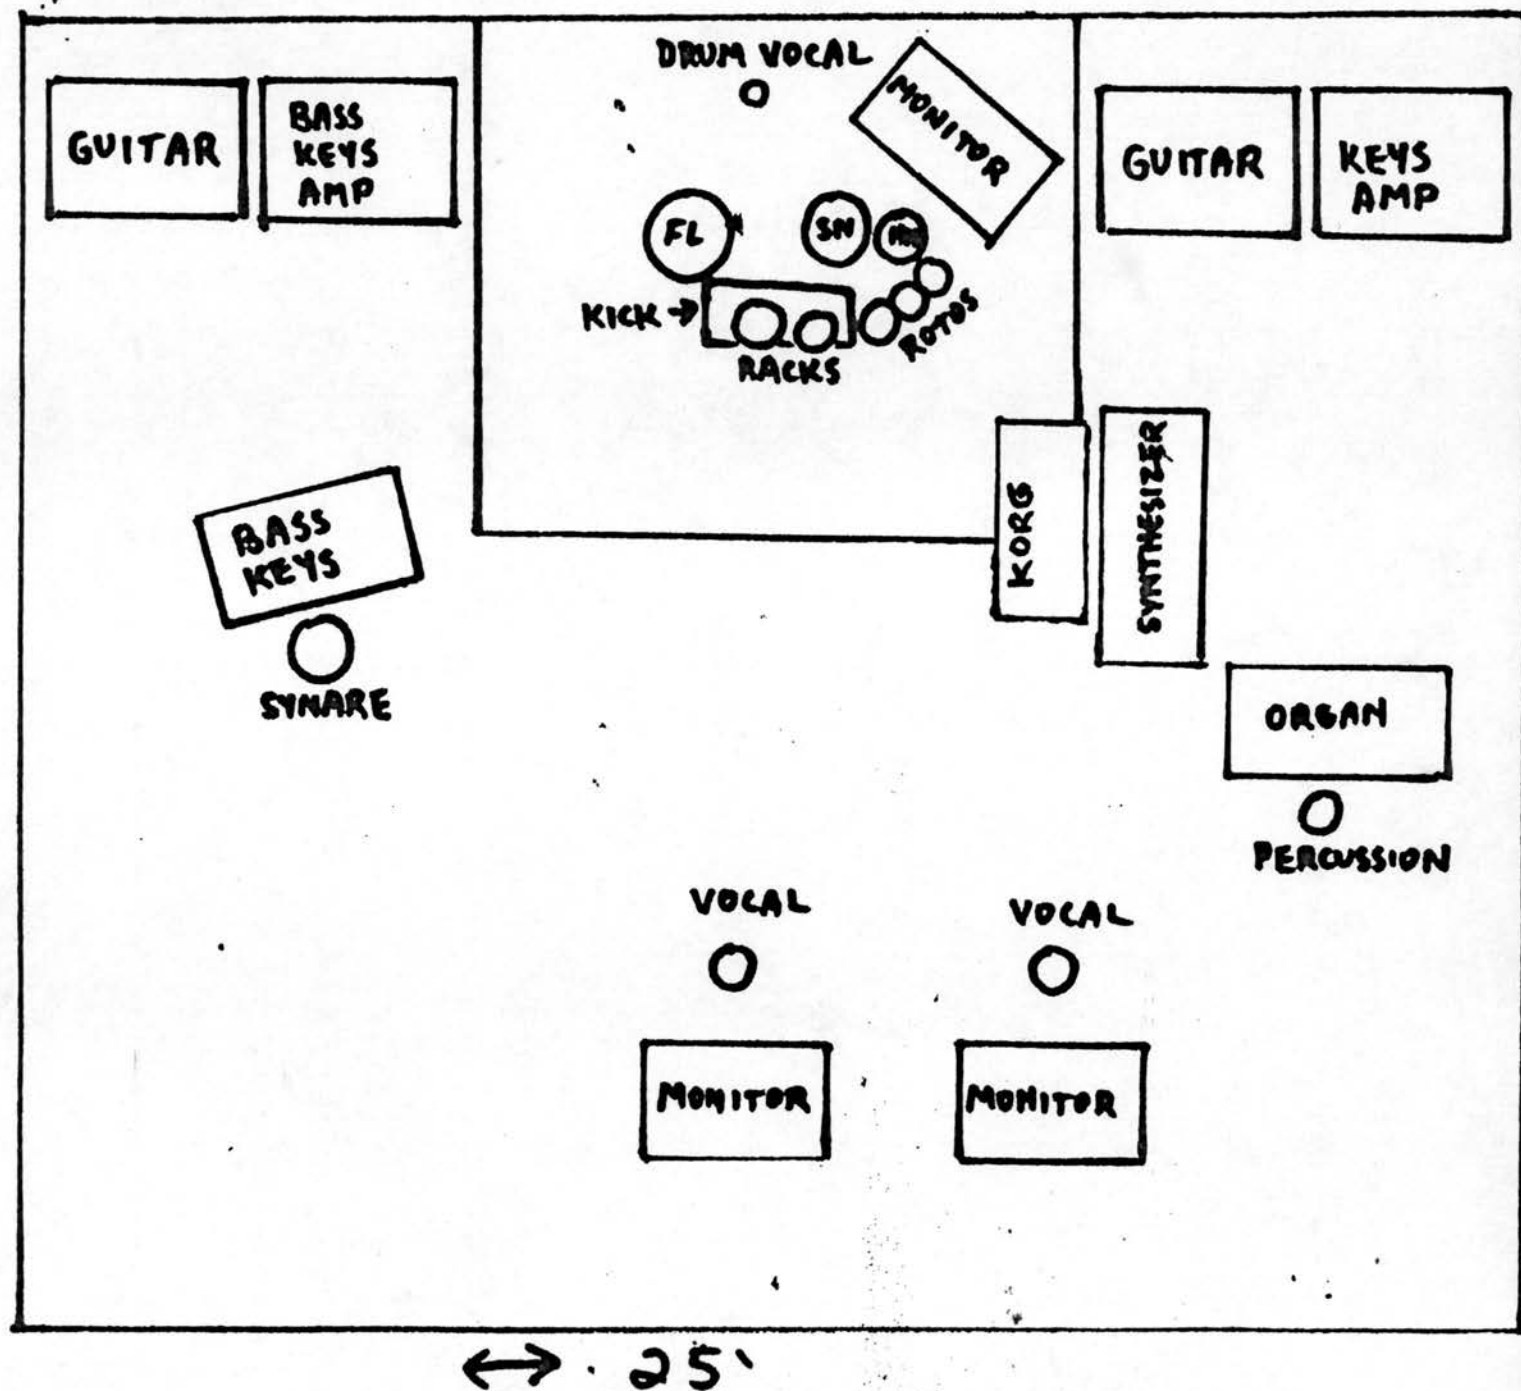 DRUM VOCAL
MONITOR
GUITAR
BASS
KEYS
AMP
GUITAR
KEYS
AMP
FL
SN
KICK →
ROTOS
RACKS
KORG
SYNTHESIZER
BASS
KEYS
SYNARE
ORGAN
PERCUSSION
VOCAL
VOCAL
MONITOR
MONITOR
↔ 25'